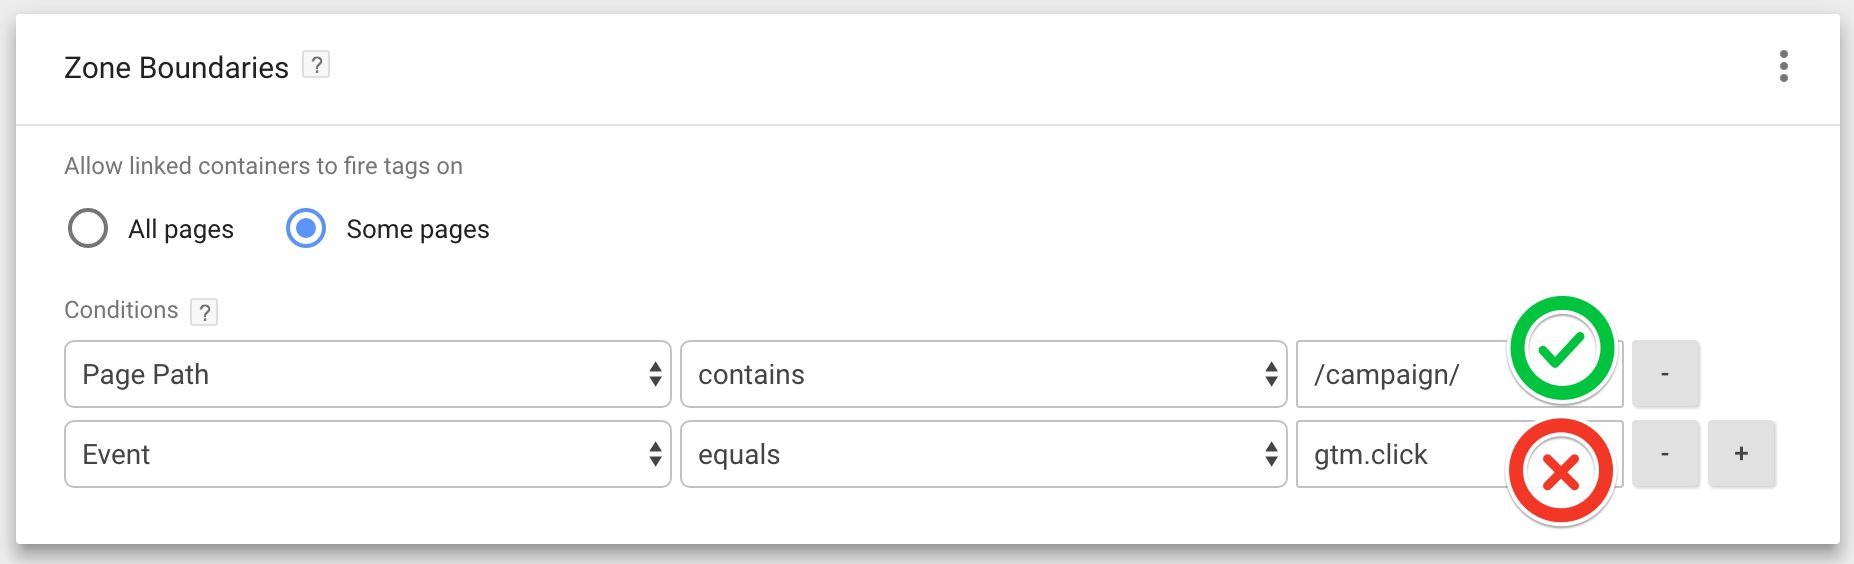 Zone Boundaries ?
Allow linked containers to fire tags on
All pages Some pages
Conditions ?
Page Path contains /campaign/ -
Event equals gtm.click - +